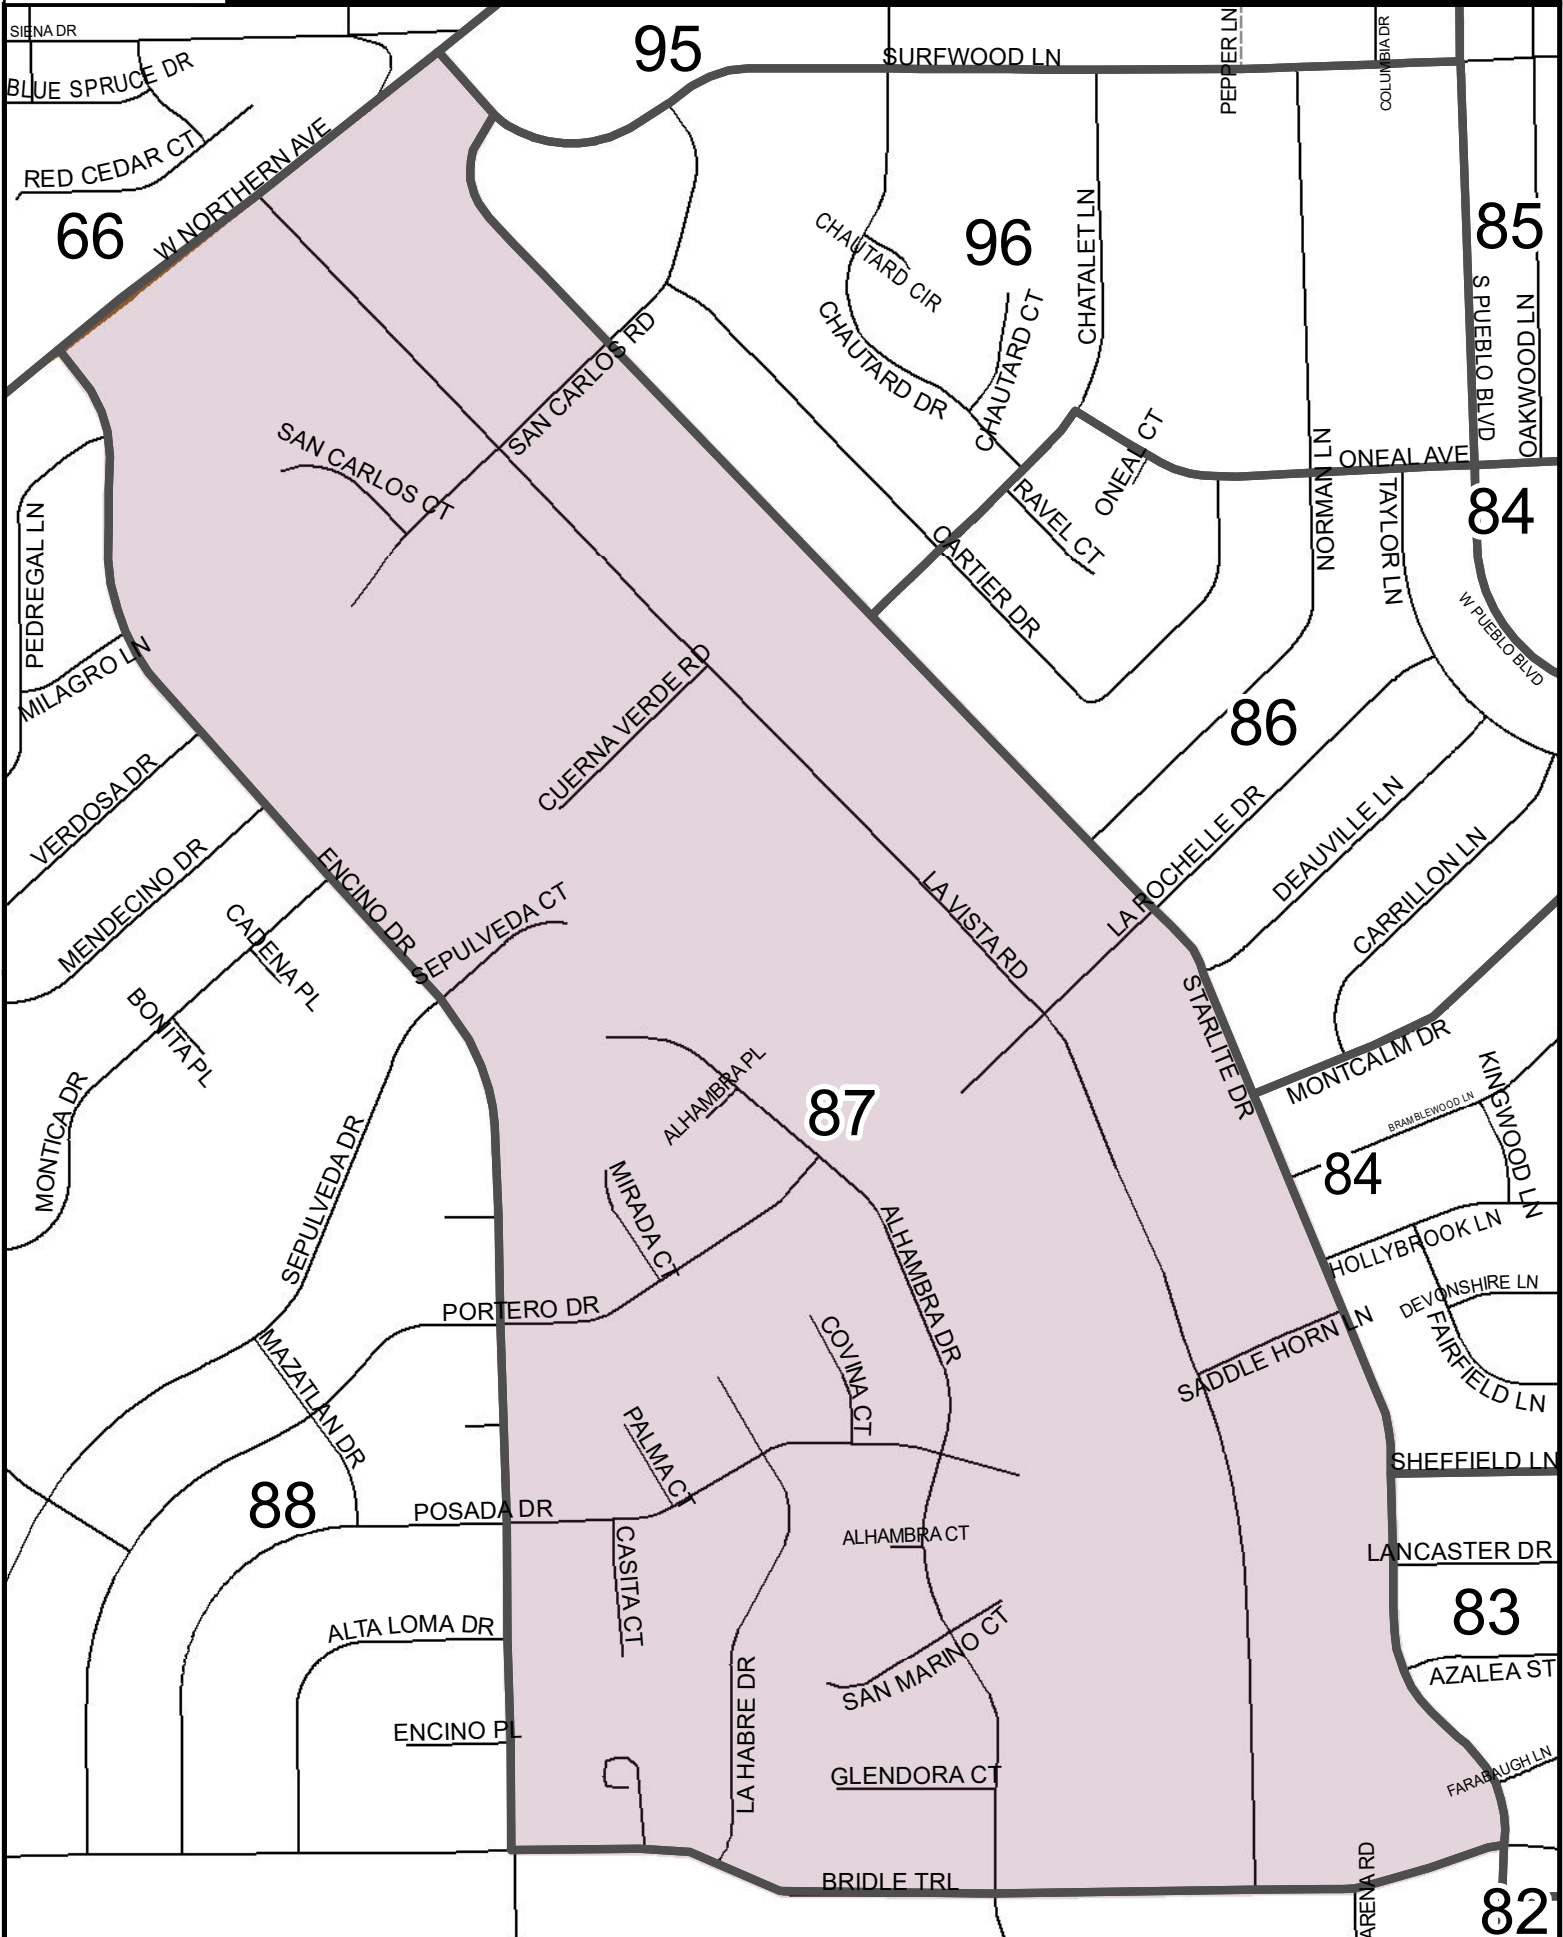 SIENA DR
95
SURFWOOD LN
PEPPER LN
COLUMBIA DR
BLUE SPRUCE DR
RED CEDAR CT
W NORTHERN AVE
66
CHAUTARD CIR
96
CHATALET LN
85
S PUEBLO BLVD
OAKWOOD LN
CHAUTARD DR
CHAUTARD CT
SAN CARLOS RD
SAN CARLOS CT
ONEAL CT
ONEAL AVE
NORMAN LN
TAYLOR LN
84
RAVEL CT
CARTIER DR
W PUEBLO BLVD
PEDREGAL LN
MILAGRO LN
CUERNA VERDE RD
86
VERDOSA DR
MENDECINO DR
ENCINO DR
SEPULVEDA CT
LA VISTA RD
LA ROCHELLE DR
DEAUVILLE LN
CARRILLON LN
CADENA PL
BONITA PL
STARLITE DR
MONTCALM DR
MONTICA DR
ALHAMBRA PL
87
BRAMBLEWOOD LN
KINGWOOD LN
84
SEPULVEDA DR
MIRADA CT
ALHAMBRA DR
HOLLYBROOK LN
DEVONSHIRE LN
FAIRFIELD LN
PORTERO DR
COVINA CT
SADDLE HORN LN
MAZATLAN DR
PALMA CT
SHEFFIELD LN
88
POSADA DR
CASITA CT
ALHAMBRA CT
LANCASTER DR
83
ALTA LOMA DR
SAN MARINO CT
AZALEA ST
LA HABRE DR
ENCINO PL
GLENDORA CT
FARABAUGH LN
BRIDLE TRL
ARENA RD
82